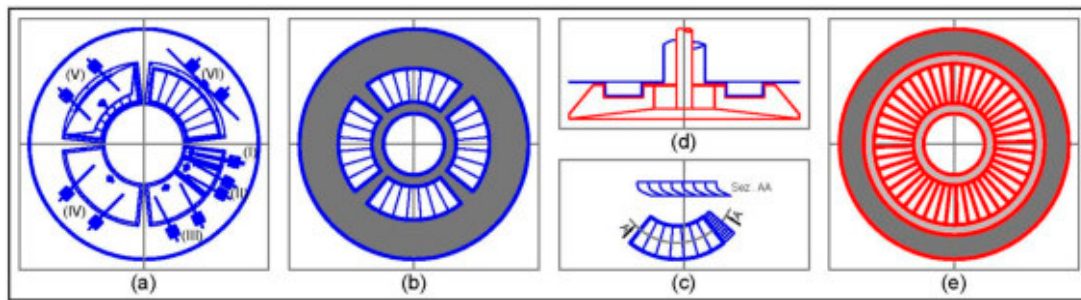 (V)
(VI)
(I)
(II)
(IV)
(III)
(a)
(b)
(d)
Sez. AA
A
A
(c)
(e)